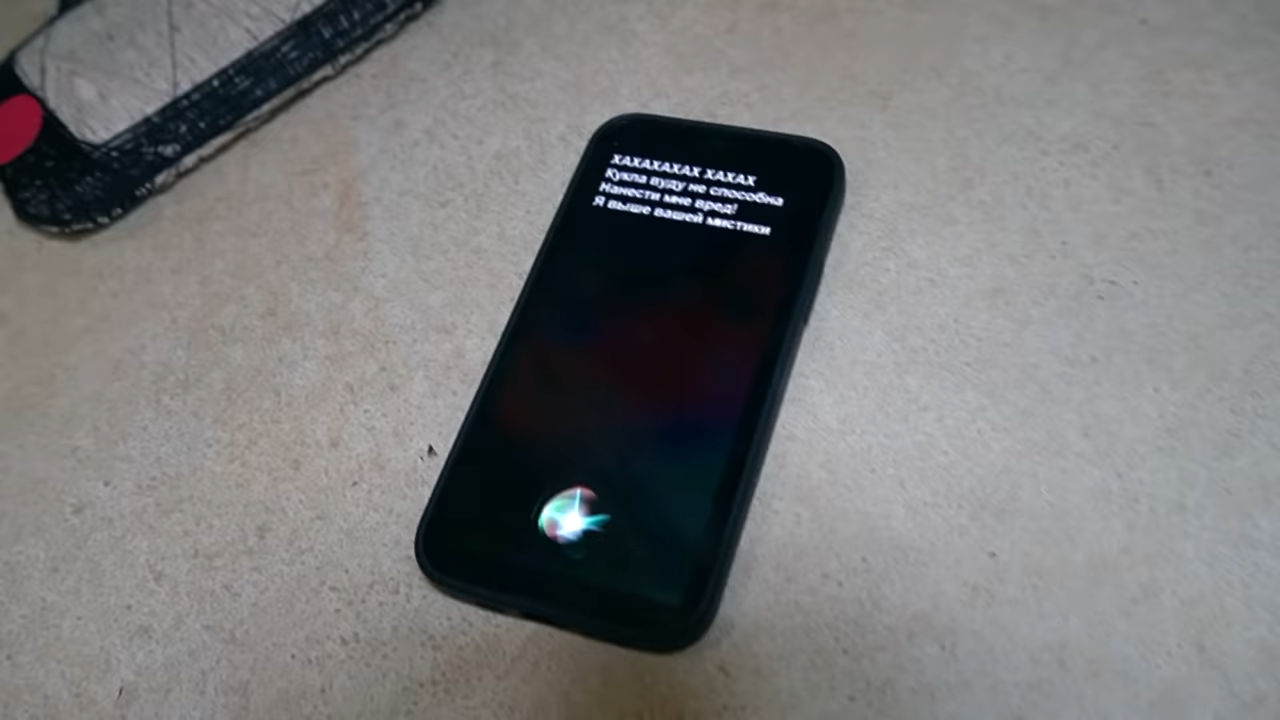 ХАХАХАХАХ ХАХАХ
Кукла вуду не способна
Нанести мне вред!
Я выше вашей мистики